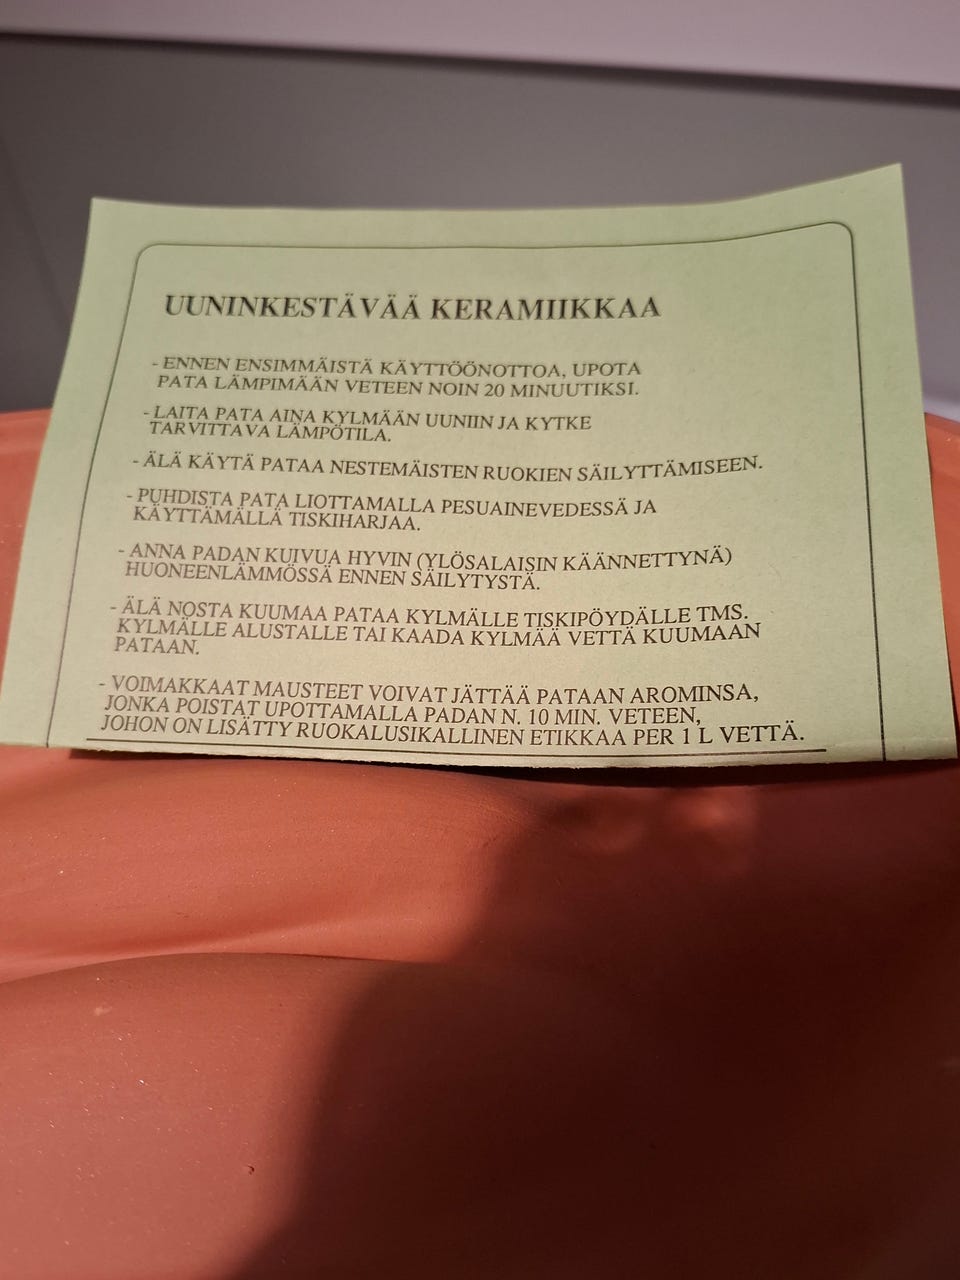 UUNINKESTÄVÄÄ KERAMIIKKAA
- ENNEN ENSIMMÄISTÄ KÄYTTÖÖNOTTOA, UPOTA
PATA LÄMPIMÄÄN VETEEN NOIN 20 MINUUTIKSI.
- LAITA PATA AINA KYLMÄÄN UUNIIN JA KYTKE
TARVITTAVA LÄMPÖTILA.
- ÄLÄ KÄYTÄ PATAA NESTEMÄISTEN RUOKIEN SÄILYTTÄMISEEN.
- PUHDISTA PATA LIOTTAMALLA PESUAINEVEDESSÄ JA
KÄYTTÄMÄLLÄ TISKIHARJAA.
- ANNA PADAN KUIVUA HYVIN (YLÖSALAISIN KÄÄNNETTYNÄ)
HUONEENLÄMMÖSSÄ ENNEN SÄILYTYSTÄ.
- ÄLÄ NOSTA KUUMAA PATAA KYLMÄLLE TISKIPÖYDÄLLE TMS.
KYLMÄLLE ALUSTALLE TAI KAADA KYLMÄÄ VETTÄ KUUMAAN
PATAAN.
- VOIMAKKAAT MAUSTEET VOIVAT JÄTTÄÄ PATAAN AROMINSA,
JONKA POISTAT UPOTTAMALLA PADAN N. 10 MIN. VETEEN,
JOHON ON LISÄTTY RUOKALUSIKALLINEN ETIKKAA PER 1 L VETTÄ.